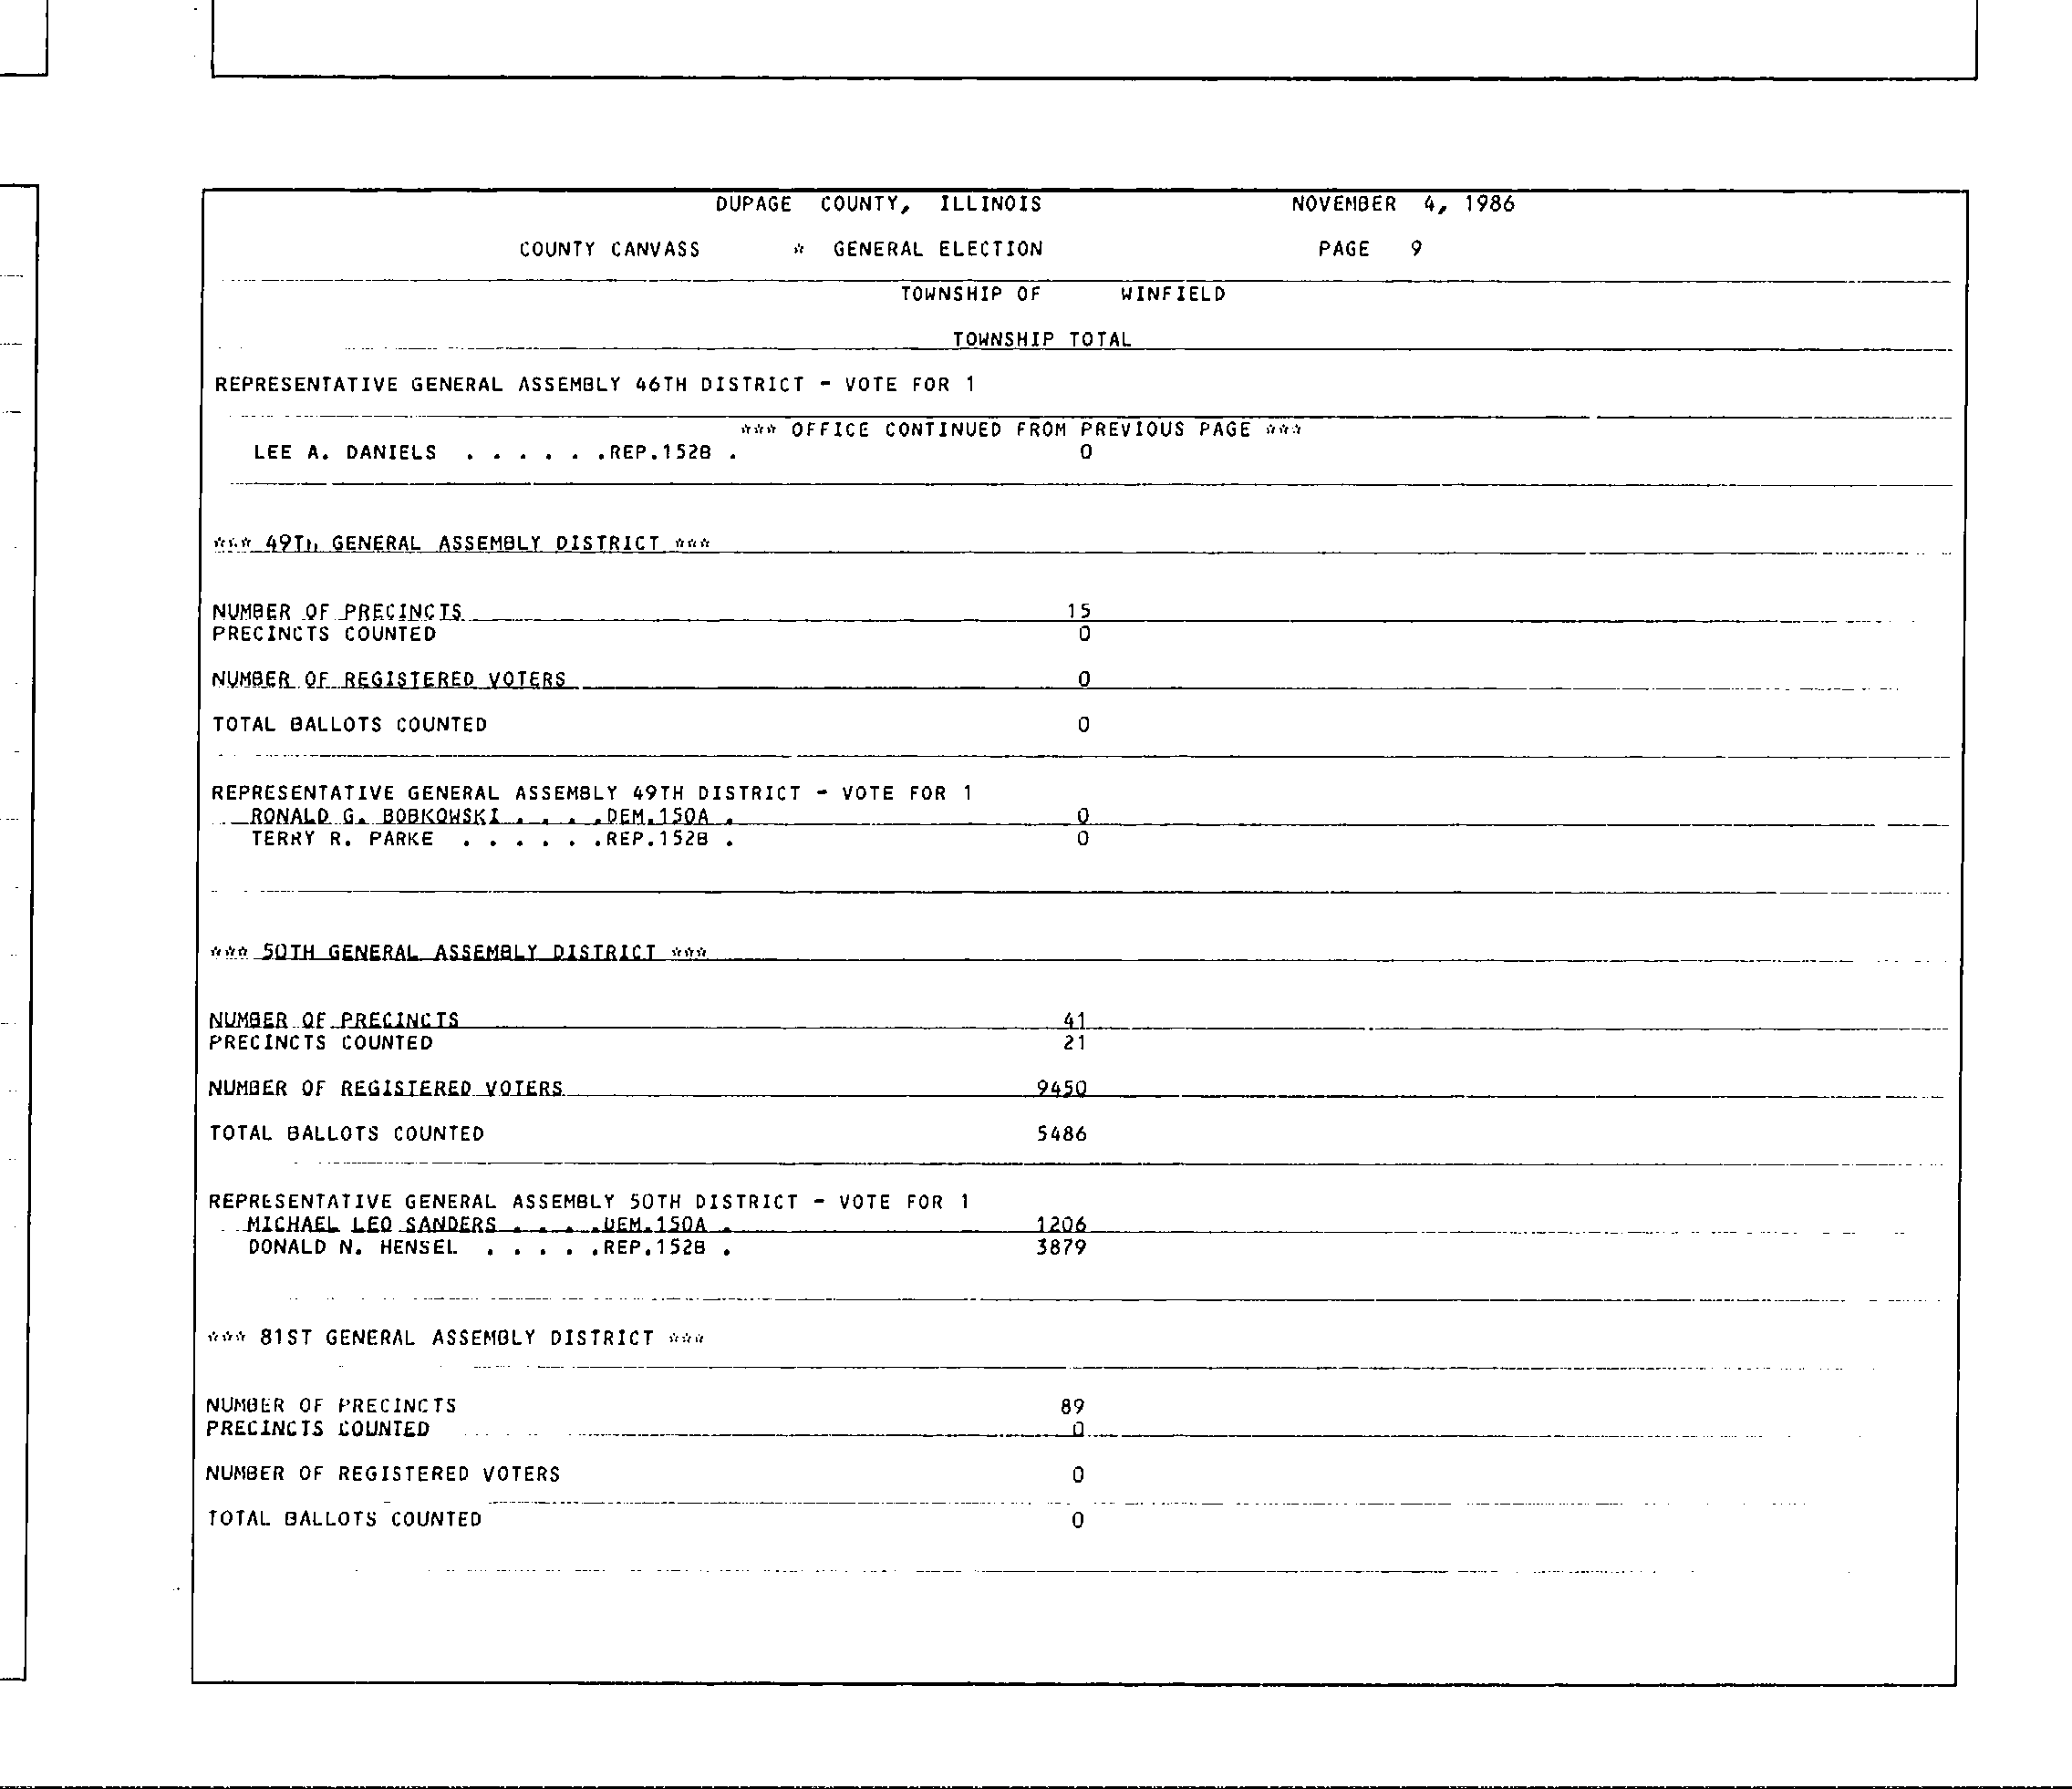 DUPAGE COUNTY, ILLINOIS NOVEMBER 4, 1986
COUNTY CANVASS * GENERAL ELECTION PAGE 9
TOWNSHIP OF WINFIELD
TOWNSHIP TOTAL
REPRESENTATIVE GENERAL ASSEMBLY 46TH DISTRICT - VOTE FOR 1
*** OFFICE CONTINUED FROM PREVIOUS PAGE ***
LEE A. DANIELS . . . . . .REP.152B . 0
*** 49TH GENERAL ASSEMBLY DISTRICT ***
NUMBER OF PRECINCTS 15
PRECINCTS COUNTED 0
NUMBER OF REGISTERED VOTERS 0
TOTAL BALLOTS COUNTED 0
REPRESENTATIVE GENERAL ASSEMBLY 49TH DISTRICT - VOTE FOR 1
RONALD G. BOBKOWSKI . . . .DEM.150A . 0
TERRY R. PARKE . . . . . .REP.152B . 0
*** 50TH GENERAL ASSEMBLY DISTRICT ***
NUMBER OF PRECINCTS 41
PRECINCTS COUNTED 21
NUMBER OF REGISTERED VOTERS 9450
TOTAL BALLOTS COUNTED 5486
REPRESENTATIVE GENERAL ASSEMBLY 50TH DISTRICT - VOTE FOR 1
MICHAEL LEO SANDERS . . . .DEM.150A . 1206
DONALD N. HENSEL . . . . .REP.152B . 3879
*** 81ST GENERAL ASSEMBLY DISTRICT ***
NUMBER OF PRECINCTS 89
PRECINCTS COUNTED 0
NUMBER OF REGISTERED VOTERS 0
TOTAL BALLOTS COUNTED 0